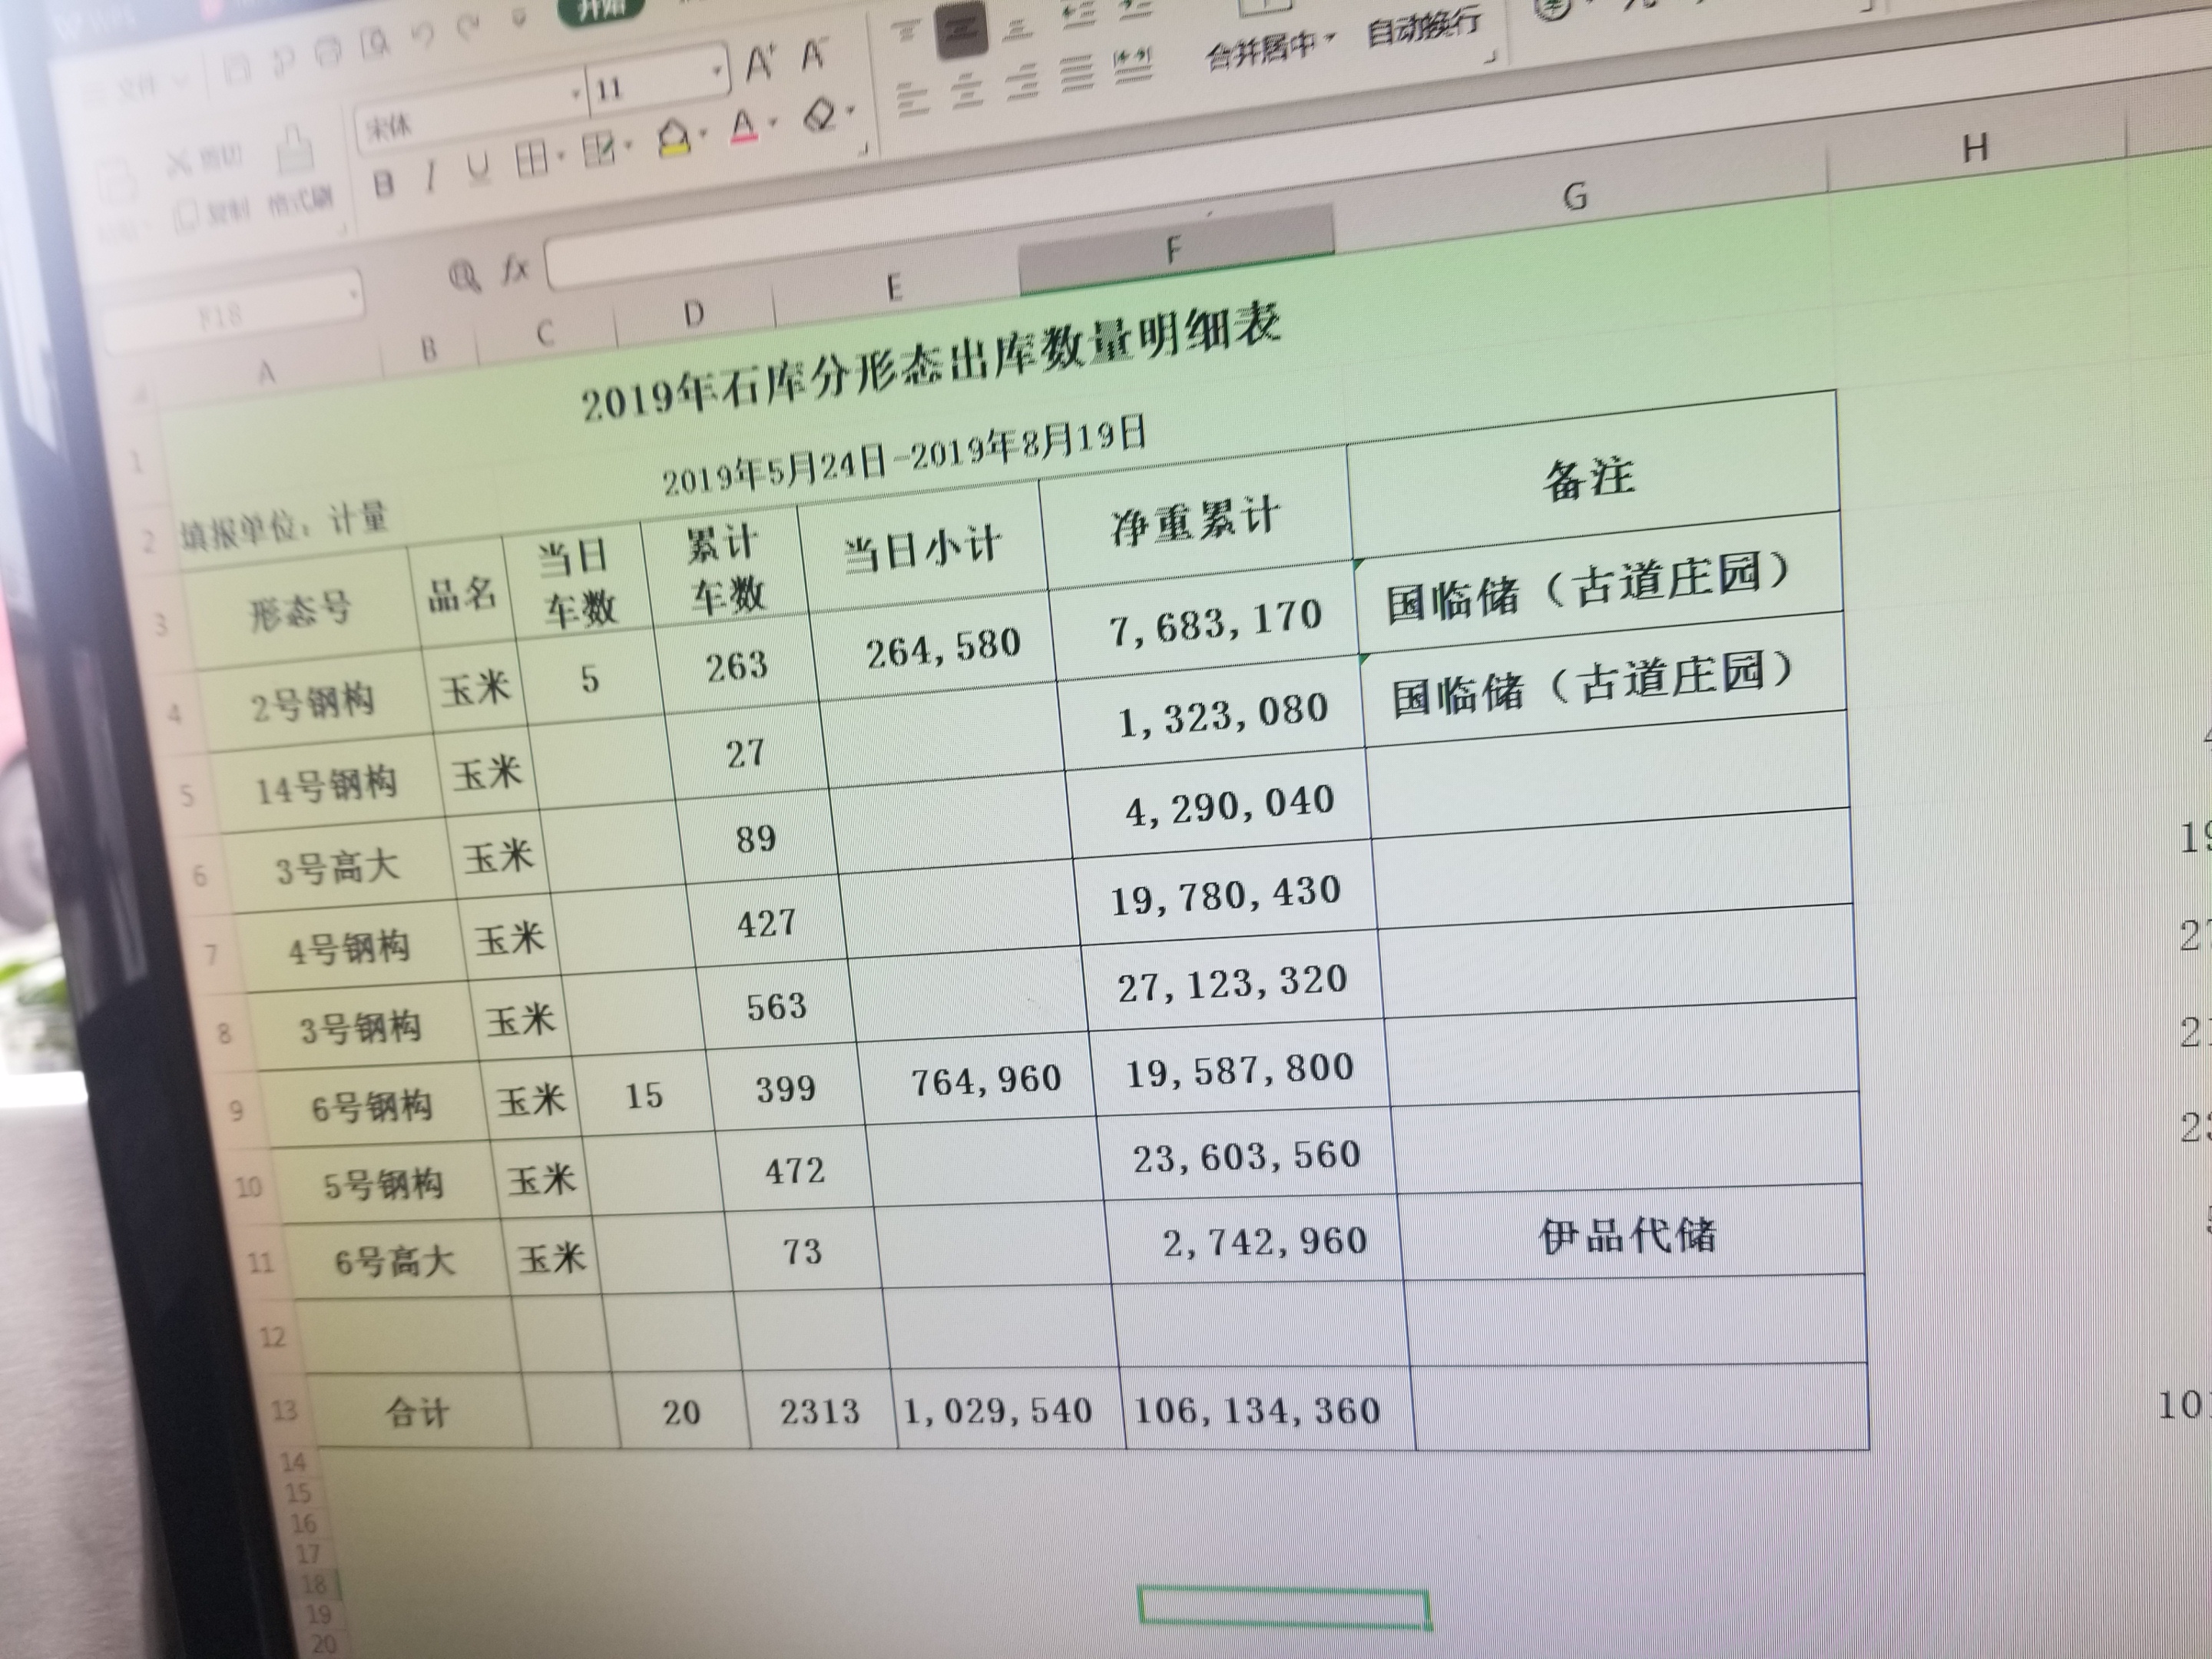 文件
开始
剪切
复制 格式刷
宋体 11
A+ A-
B I U A
合并居中 自动换行
F18
fx
A B C D E F G H
1 2019年石库分形态出库数量明细表
2 填报单位：计量 2019年5月24日-2019年8月19日
3 形态号 品名 当日车数 累计车数 当日小计 净重累计 备注
4 2号钢构 玉米 5 263 264,580 7,683,170 国临储（古道庄园）
5 14号钢构 玉米 27 1,323,080 国临储（古道庄园）
6 3号高大 玉米 89 4,290,040
7 4号钢构 玉米 427 19,780,430
8 3号钢构 玉米 563 27,123,320
9 6号钢构 玉米 15 399 764,960 19,587,800
10 5号钢构 玉米 472 23,603,560
11 6号高大 玉米 73 2,742,960 伊品代储
12
13 合计 20 2313 1,029,540 106,134,360
14
15
16
17
18
19
20